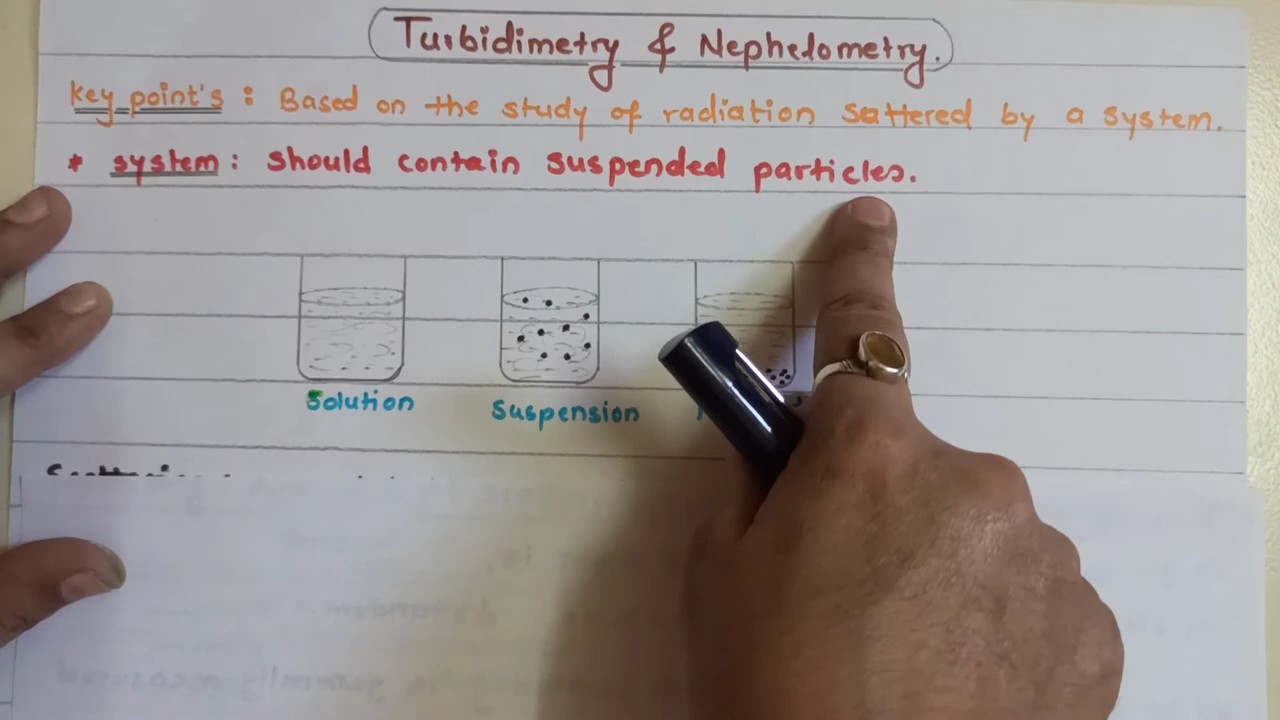 Turbidimetry & Nephelometry.
Key point's : Based on the study of radiation sattered by a system.
* system : should contain suspended particles.
Solution suspension